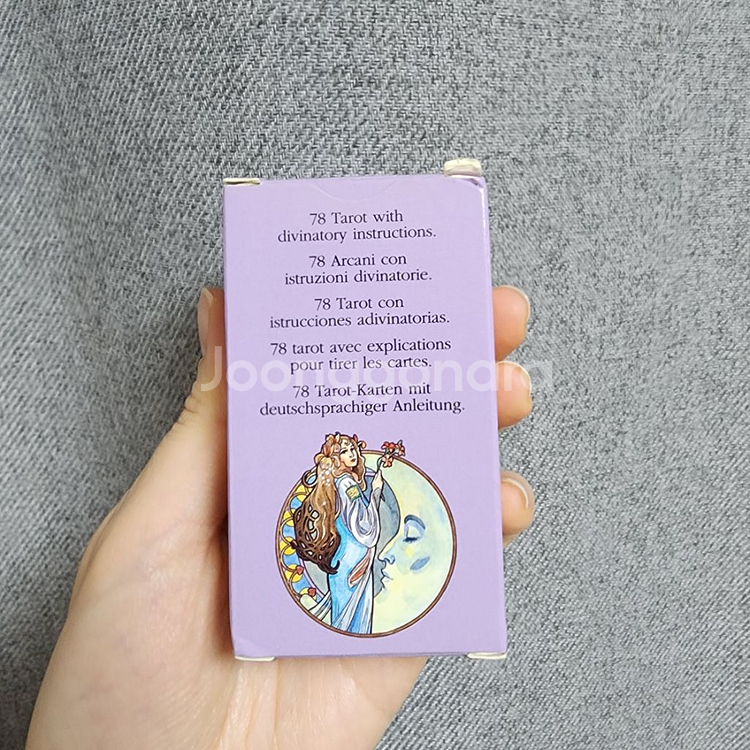 78 Tarot with
divinatory instructions.
78 Arcani con
istruzioni divinatorie.
78 Tarot con
istrucciones adivinatorias.
78 tarot avec explications
pour tirer les cartes.
Joonggonara
78 Tarot-Karten mit
deutschsprachiger Anleitung.